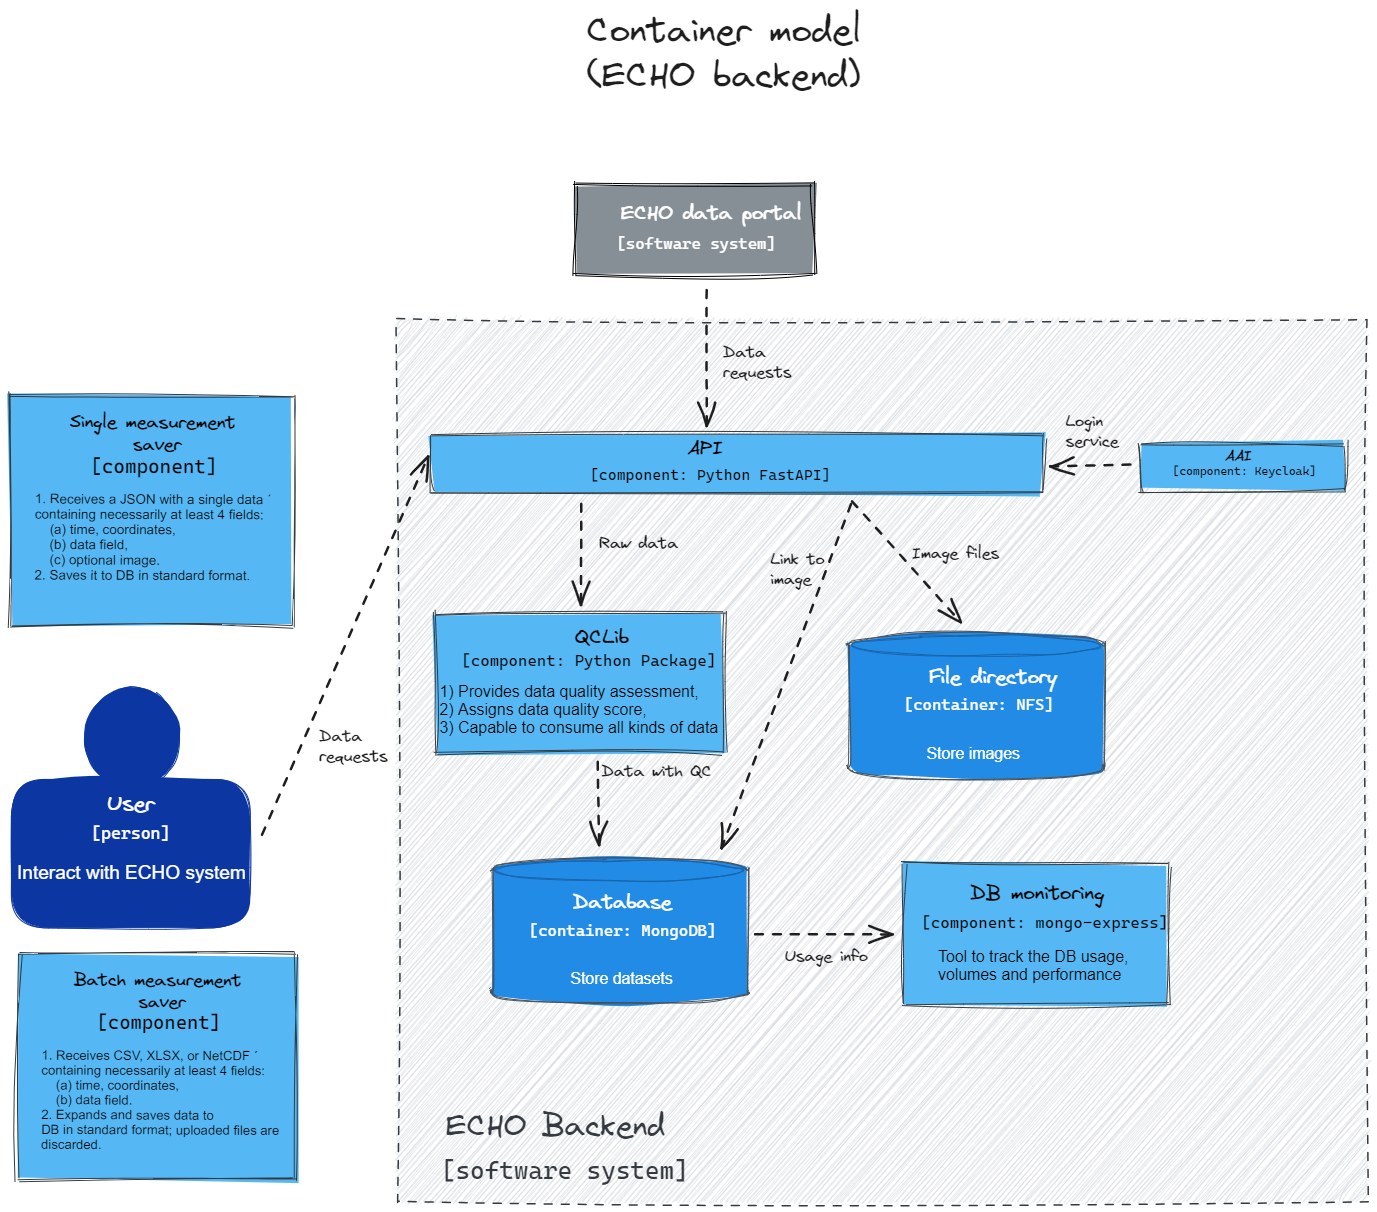 Container model
(ECHO backend)
ECHO data portal
[software system]
Data
requests
API
[component: Python FastAPI]
Login
service
AAI
[component: Keycloak]
Single measurement
saver
[component]
1. Receives a JSON with a single data ´
containing necessarily at least 4 fields:
(a) time, coordinates,
(b) data field,
(c) optional image.
2. Saves it to DB in standard format.
Raw data
Link to
image
Image files
QCLib
[component: Python Package]
1) Provides data quality assessment,
2) Assigns data quality score,
3) Capable to consume all kinds of data
File directory
[container: NFS]
Store images
Data
requests
User
[person]
Interact with ECHO system
Data with QC
Database
[container: MongoDB]
Store datasets
Usage info
DB monitoring
[component: mongo-express]
Tool to track the DB usage,
volumes and performance
Batch measurement
saver
[component]
1. Receives CSV, XLSX, or NetCDF ´
containing necessarily at least 4 fields:
(a) time, coordinates,
(b) data field.
2. Expands and saves data to
DB in standard format; uploaded files are
discarded.
ECHO Backend
[software system]